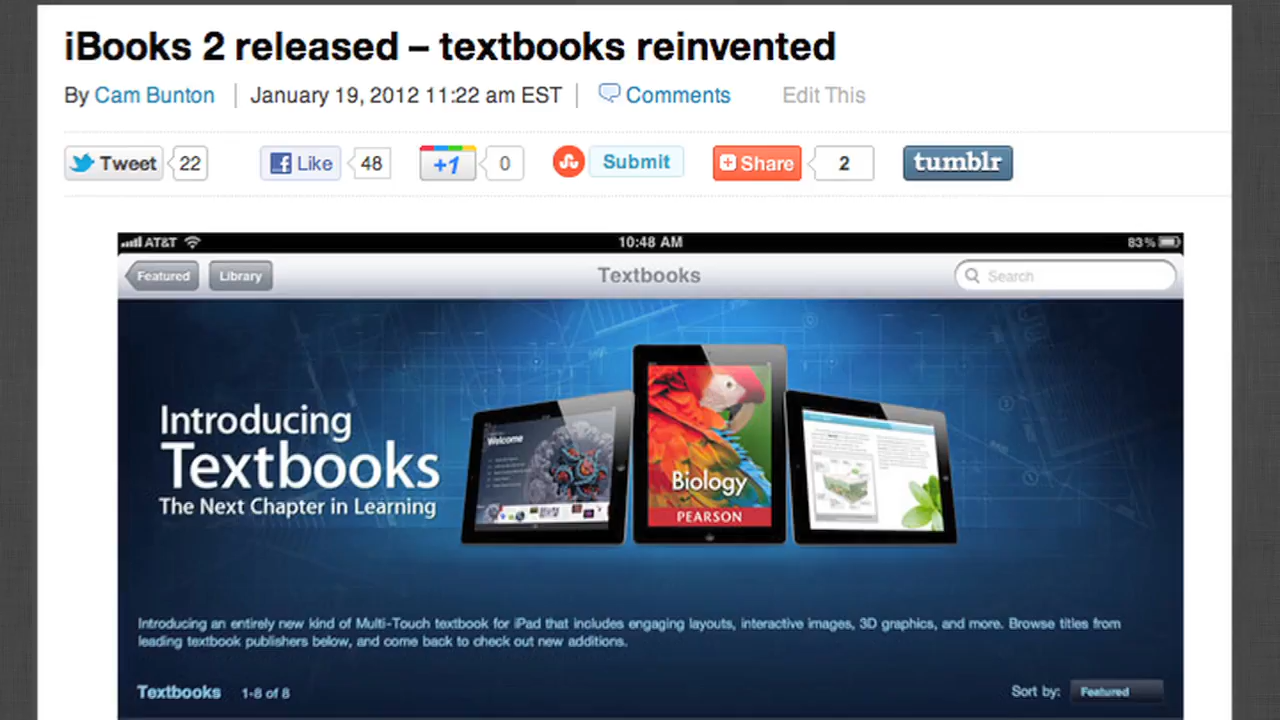 iBooks 2 released – textbooks reinvented
By Cam Bunton | January 19, 2012 11:22 am EST | Comments Edit This
Tweet 22 Like 48 +1 0 Submit Share 2 tumblr
AT&T 10:48 AM 83%
Featured Library Textbooks Search
Introducing
Textbooks
The Next Chapter in Learning
Welcome
Biology
PEARSON
Introducing an entirely new kind of Multi-Touch textbook for iPad that includes engaging layouts, interactive images, 3D graphics, and more. Browse titles from
leading textbook publishers below, and come back to check out new additions.
Textbooks 1-8 of 8 Sort by: Featured